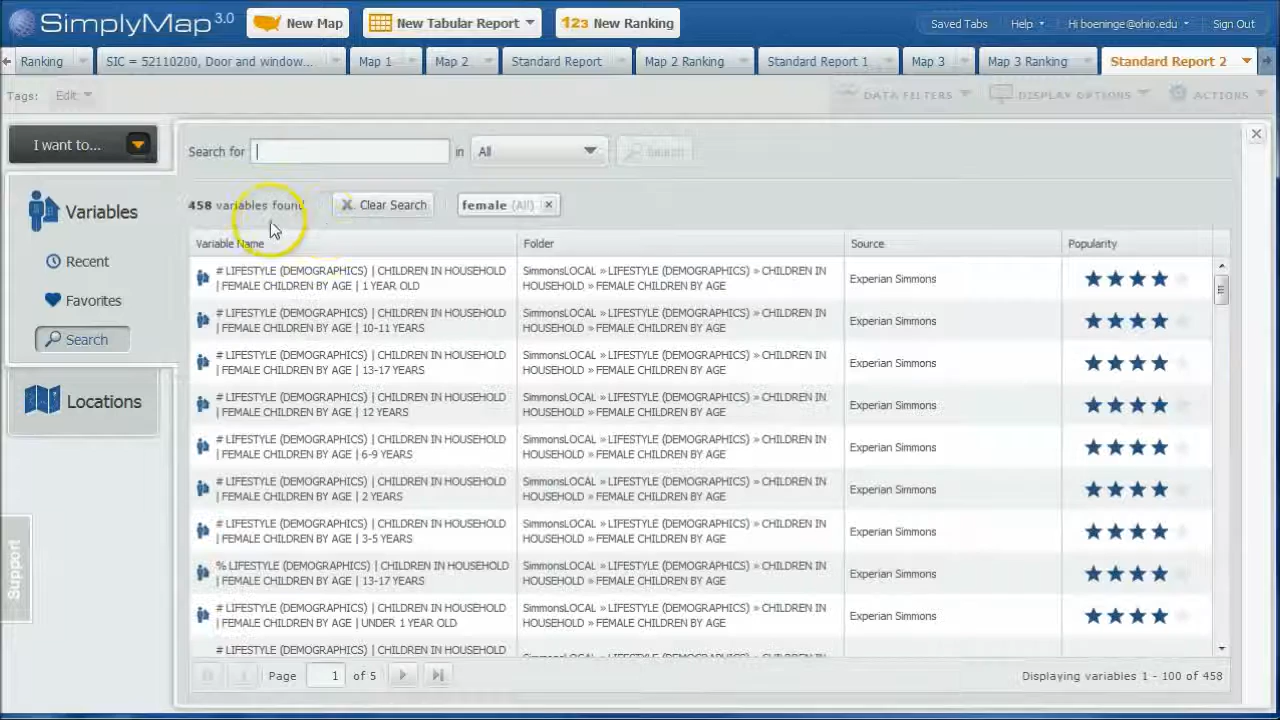 SimplyMap 3.0 New Map New Tabular Report 123 New Ranking Saved Tabs Help Hi boeninge@ohio.edu Sign Out
Ranking SIC = 52110200, Door and window... Map 1 Map 2 Standard Report Map 2 Ranking Standard Report 1 Map 3 Map 3 Ranking Standard Report 2
Tags: Edit DATA FILTERS DISPLAY OPTIONS ACTIONS
I want to... Search for in All Search
Variables 458 variables found Clear Search female (All)
Variable Name Folder Source Popularity
Recent
Favorites
Search
Locations
Support
# LIFESTYLE (DEMOGRAPHICS) | CHILDREN IN HOUSEHOLD SimmonsLOCAL » LIFESTYLE (DEMOGRAPHICS) » CHILDREN IN Experian Simmons
| FEMALE CHILDREN BY AGE | 1 YEAR OLD HOUSEHOLD » FEMALE CHILDREN BY AGE
# LIFESTYLE (DEMOGRAPHICS) | CHILDREN IN HOUSEHOLD SimmonsLOCAL » LIFESTYLE (DEMOGRAPHICS) » CHILDREN IN Experian Simmons
| FEMALE CHILDREN BY AGE | 10-11 YEARS HOUSEHOLD » FEMALE CHILDREN BY AGE
# LIFESTYLE (DEMOGRAPHICS) | CHILDREN IN HOUSEHOLD SimmonsLOCAL » LIFESTYLE (DEMOGRAPHICS) » CHILDREN IN Experian Simmons
| FEMALE CHILDREN BY AGE | 13-17 YEARS HOUSEHOLD » FEMALE CHILDREN BY AGE
# LIFESTYLE (DEMOGRAPHICS) | CHILDREN IN HOUSEHOLD SimmonsLOCAL » LIFESTYLE (DEMOGRAPHICS) » CHILDREN IN Experian Simmons
| FEMALE CHILDREN BY AGE | 12 YEARS HOUSEHOLD » FEMALE CHILDREN BY AGE
# LIFESTYLE (DEMOGRAPHICS) | CHILDREN IN HOUSEHOLD SimmonsLOCAL » LIFESTYLE (DEMOGRAPHICS) » CHILDREN IN Experian Simmons
| FEMALE CHILDREN BY AGE | 6-9 YEARS HOUSEHOLD » FEMALE CHILDREN BY AGE
# LIFESTYLE (DEMOGRAPHICS) | CHILDREN IN HOUSEHOLD SimmonsLOCAL » LIFESTYLE (DEMOGRAPHICS) » CHILDREN IN Experian Simmons
| FEMALE CHILDREN BY AGE | 2 YEARS HOUSEHOLD » FEMALE CHILDREN BY AGE
# LIFESTYLE (DEMOGRAPHICS) | CHILDREN IN HOUSEHOLD SimmonsLOCAL » LIFESTYLE (DEMOGRAPHICS) » CHILDREN IN Experian Simmons
| FEMALE CHILDREN BY AGE | 3-5 YEARS HOUSEHOLD » FEMALE CHILDREN BY AGE
% LIFESTYLE (DEMOGRAPHICS) | CHILDREN IN HOUSEHOLD SimmonsLOCAL » LIFESTYLE (DEMOGRAPHICS) » CHILDREN IN Experian Simmons
| FEMALE CHILDREN BY AGE | 13-17 YEARS HOUSEHOLD » FEMALE CHILDREN BY AGE
# LIFESTYLE (DEMOGRAPHICS) | CHILDREN IN HOUSEHOLD SimmonsLOCAL » LIFESTYLE (DEMOGRAPHICS) » CHILDREN IN Experian Simmons
| FEMALE CHILDREN BY AGE | UNDER 1 YEAR OLD HOUSEHOLD » FEMALE CHILDREN BY AGE
# LIFESTYLE (DEMOGRAPHICS) | CHILDREN IN HOUSEHOLD SimmonsLOCAL » LIFESTYLE (DEMOGRAPHICS) » CHILDREN IN
Page 1 of 5 Displaying variables 1 - 100 of 458